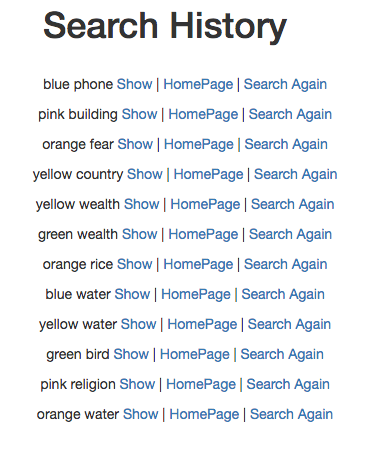 Search History
blue phone Show | HomePage | Search Again
pink building Show | HomePage | Search Again
orange fear Show | HomePage | Search Again
yellow country Show | HomePage | Search Again
yellow wealth Show | HomePage | Search Again
green wealth Show | HomePage | Search Again
orange rice Show | HomePage | Search Again
blue water Show | HomePage | Search Again
yellow water Show | HomePage | Search Again
green bird Show | HomePage | Search Again
pink religion Show | HomePage | Search Again
orange water Show | HomePage | Search Again